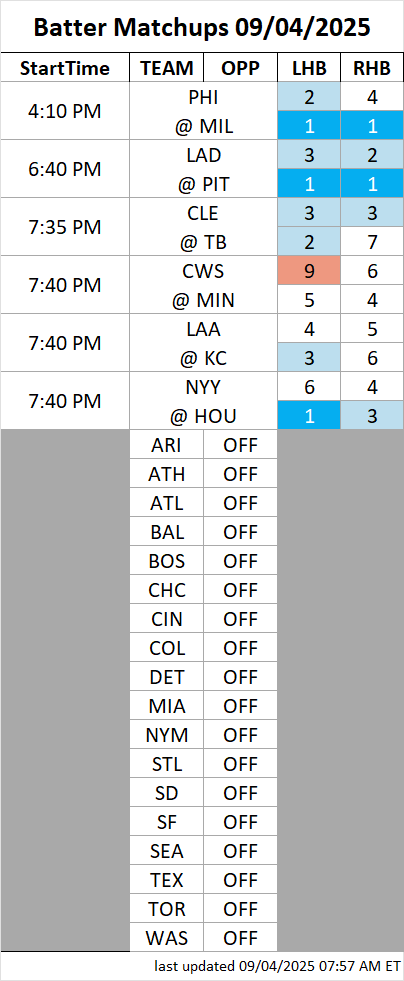 Batter Matchups 09/04/2025
StartTime TEAM OPP LHB RHB
4:10 PM PHI 2 4
@ MIL 1 1
6:40 PM LAD 3 2
@ PIT 1 1
7:35 PM CLE 3 3
@ TB 2 7
7:40 PM CWS 9 6
@ MIN 5 4
7:40 PM LAA 4 5
@ KC 3 6
7:40 PM NYY 6 4
@ HOU 1 3
ARI OFF
ATH OFF
ATL OFF
BAL OFF
BOS OFF
CHC OFF
CIN OFF
COL OFF
DET OFF
MIA OFF
NYM OFF
STL OFF
SD OFF
SF OFF
SEA OFF
TEX OFF
TOR OFF
WAS OFF
last updated 09/04/2025 07:57 AM ET